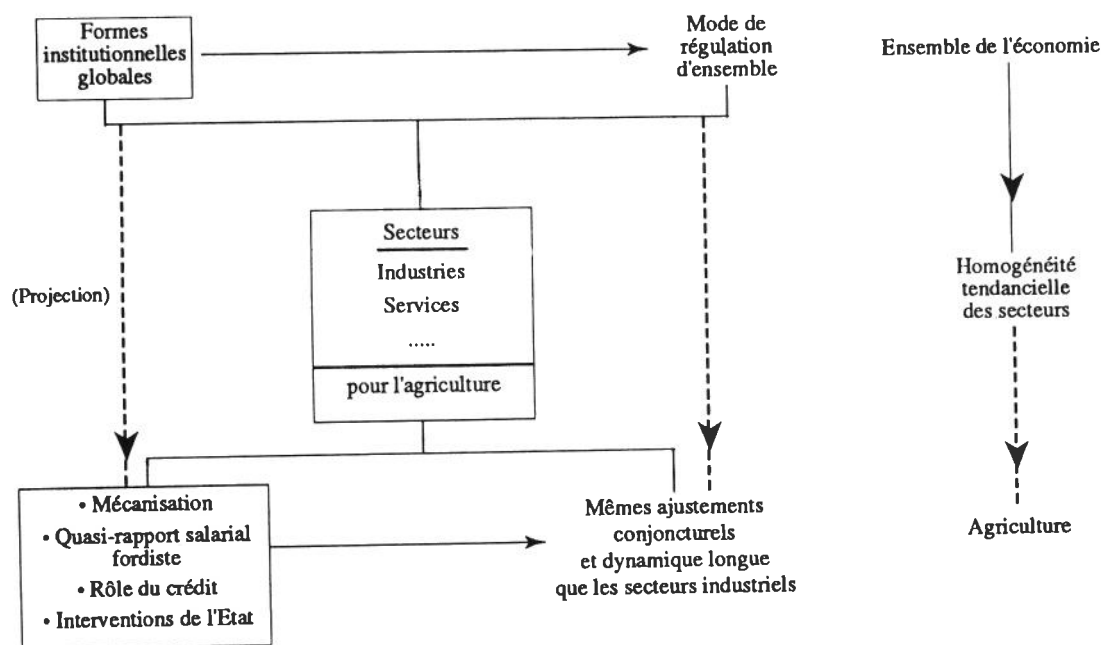 Formes
institutionnelles
globales
Mode de
régulation
d'ensemble
Ensemble de l'économie
Secteurs
Industries
Services
.....
pour l'agriculture
(Projection)
Homogénéité
tendancielle
des secteurs
• Mécanisation
• Quasi-rapport salarial
fordiste
• Rôle du crédit
• Interventions de l'Etat
Mêmes ajustements
conjoncturels
et dynamique longue
que les secteurs industriels
Agriculture